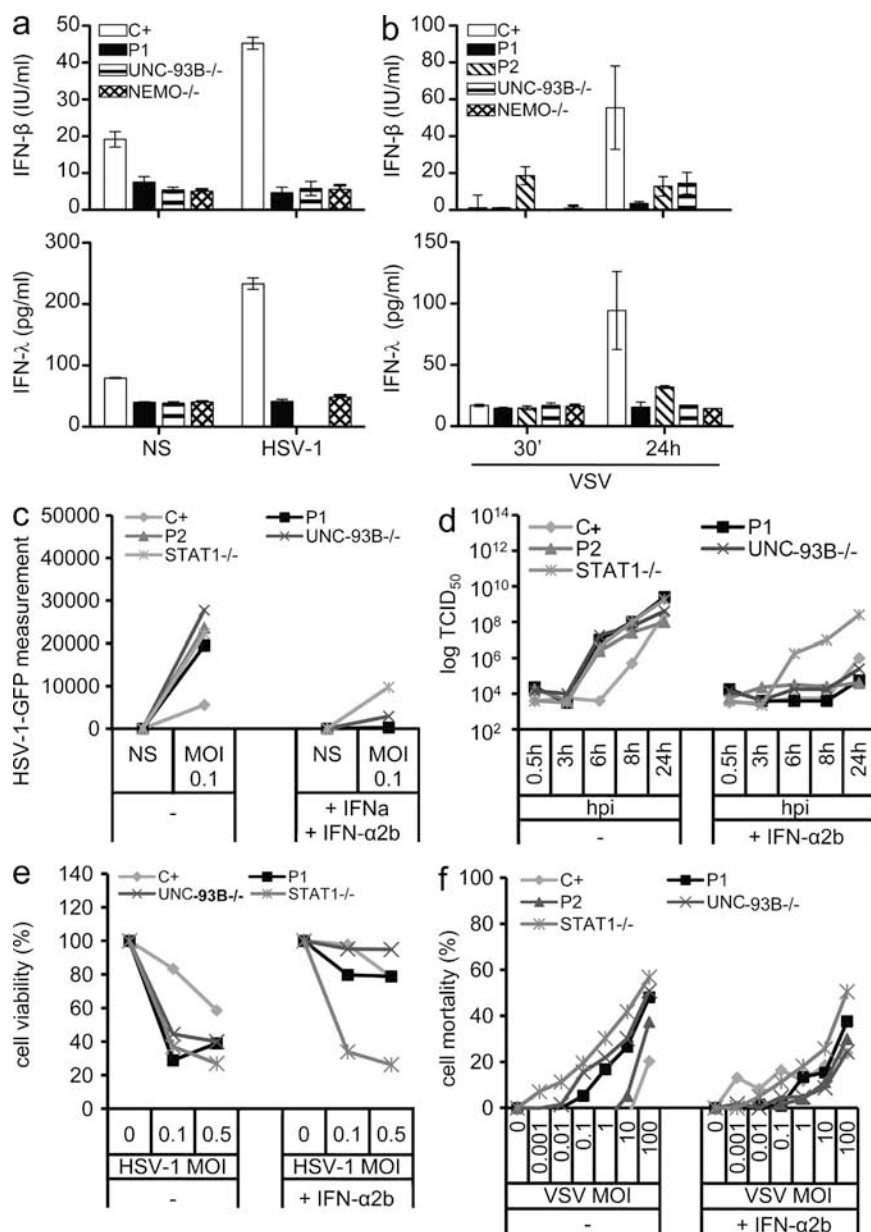 a
C+
P1
UNC-93B-/-
NEMO-/-
IFN-β (IU/ml)
50
40
30
20
10
0
IFN-λ (pg/ml)
300
200
100
0
NS HSV-1
b
C+
P1
P2
UNC-93B-/-
NEMO-/-
IFN-β (IU/ml)
100
80
60
40
20
0
IFN-λ (pg/ml)
150
100
50
0
30' 24h
VSV
c
C+ P1
P2 UNC-93B-/-
STAT1-/-
HSV-1-GFP measurement
50000
40000
30000
20000
10000
0
NS MOI 0.1 NS MOI 0.1
- + IFNa
+ IFN-α2b
d
C+ P1
P2 UNC-93B-/-
STAT1-/-
log TCID50
10^14
10^12
10^10
10^8
10^6
10^4
10^2
0.5h 3h 6h 8h 24h 0.5h 3h 6h 8h 24h
hpi hpi
- + IFN-α2b
e
C+ P1
UNC-93B-/- STAT1-/-
cell viability (%)
140
120
100
80
60
40
20
0
0 0.1 0.5 0 0.1 0.5
HSV-1 MOI HSV-1 MOI
- + IFN-α2b
f
C+ P1
P2 UNC-93B-/-
STAT1-/-
cell mortality (%)
100
80
60
40
20
0
0 0.001 0.01 0.1 1 10 100 0 0.001 0.01 0.1 1 10 100
VSV MOI VSV MOI
- + IFN-α2b